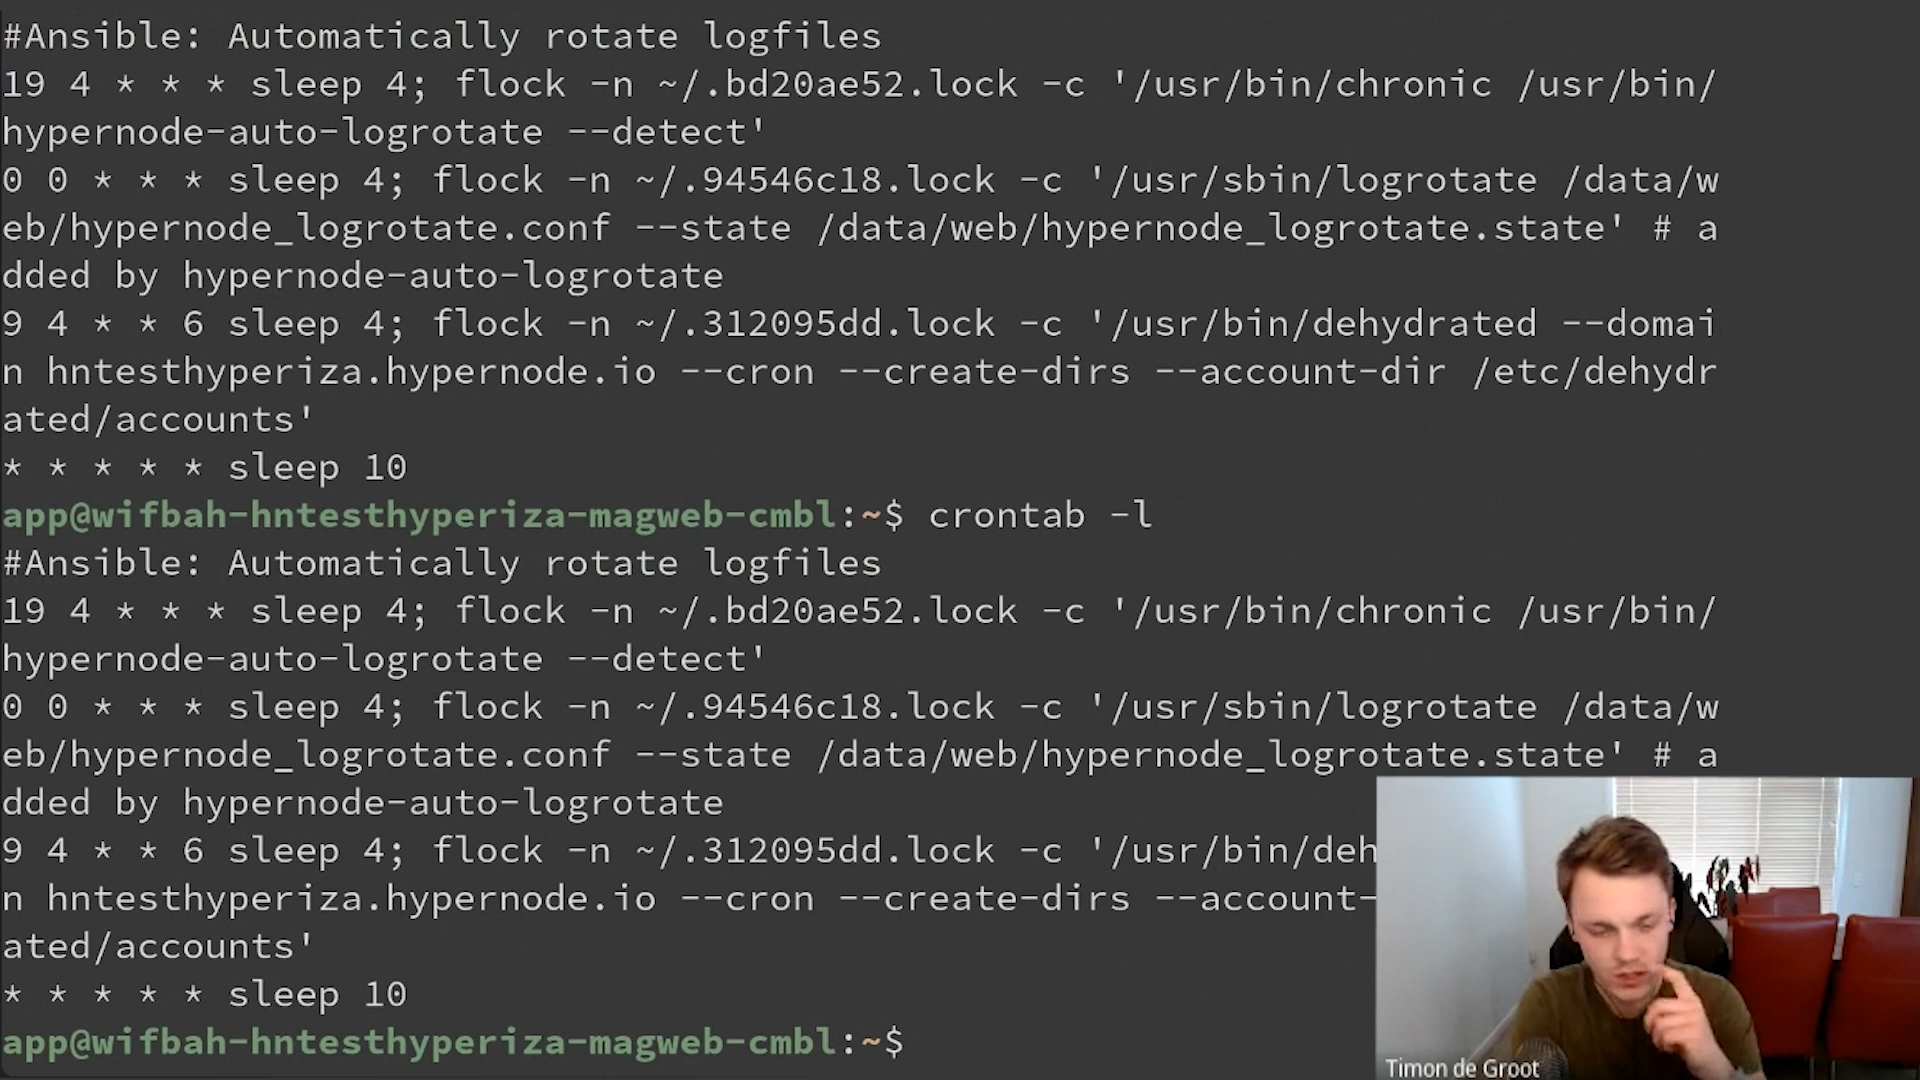 #Ansible: Automatically rotate logfiles
19 4 * * * sleep 4; flock -n ~/.bd20ae52.lock -c '/usr/bin/chronic /usr/bin/
hypernode-auto-logrotate --detect'
0 0 * * * sleep 4; flock -n ~/.94546c18.lock -c '/usr/sbin/logrotate /data/w
eb/hypernode_logrotate.conf --state /data/web/hypernode_logrotate.state' # a
dded by hypernode-auto-logrotate
9 4 * * 6 sleep 4; flock -n ~/.312095dd.lock -c '/usr/bin/dehydrated --domai
n hntesthyperiza.hypernode.io --cron --create-dirs --account-dir /etc/dehydr
ated/accounts'
* * * * * sleep 10
app@wifbah-hntesthyperiza-magweb-cmbl:~$ crontab -l
#Ansible: Automatically rotate logfiles
19 4 * * * sleep 4; flock -n ~/.bd20ae52.lock -c '/usr/bin/chronic /usr/bin/
hypernode-auto-logrotate --detect'
0 0 * * * sleep 4; flock -n ~/.94546c18.lock -c '/usr/sbin/logrotate /data/w
eb/hypernode_logrotate.conf --state /data/web/hypernode_logrotate.state' # a
dded by hypernode-auto-logrotate
9 4 * * 6 sleep 4; flock -n ~/.312095dd.lock -c '/usr/bin/deh
n hntesthyperiza.hypernode.io --cron --create-dirs --account-
ated/accounts'
* * * * * sleep 10
app@wifbah-hntesthyperiza-magweb-cmbl:~$
Timon de Groot